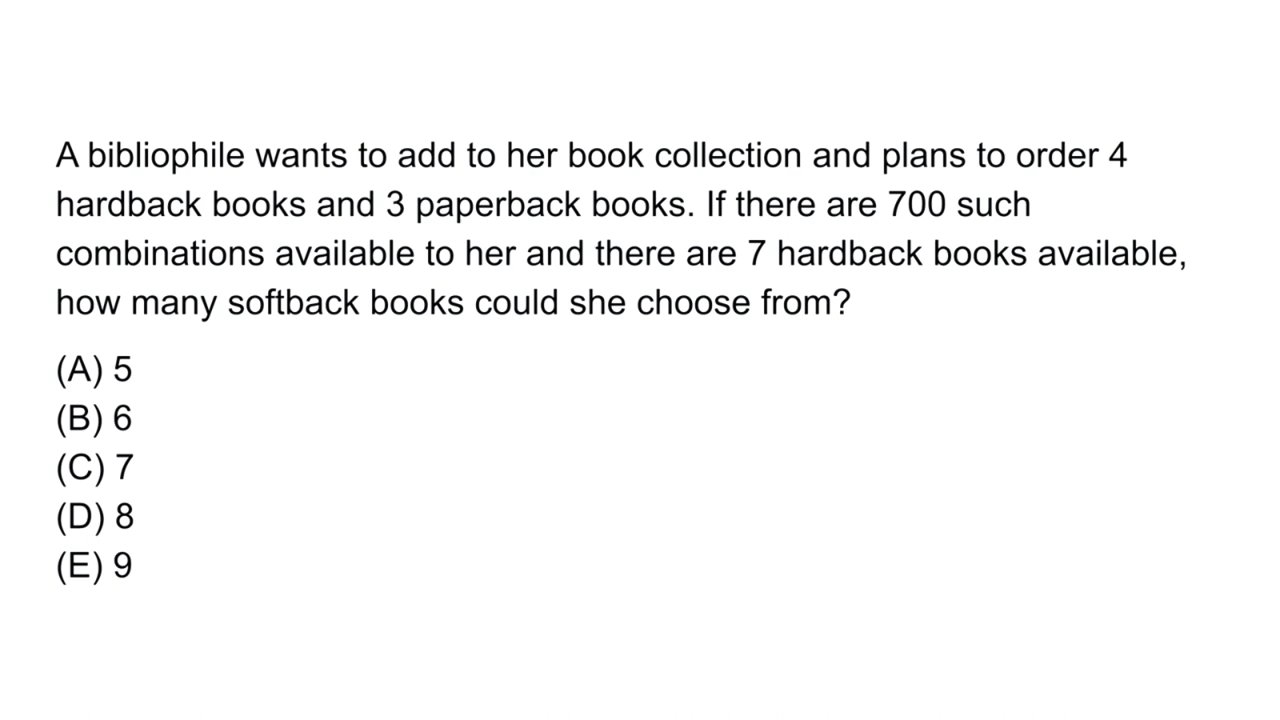 A bibliophile wants to add to her book collection and plans to order 4
hardback books and 3 paperback books. If there are 700 such
combinations available to her and there are 7 hardback books available,
how many softback books could she choose from?
(A) 5
(B) 6
(C) 7
(D) 8
(E) 9